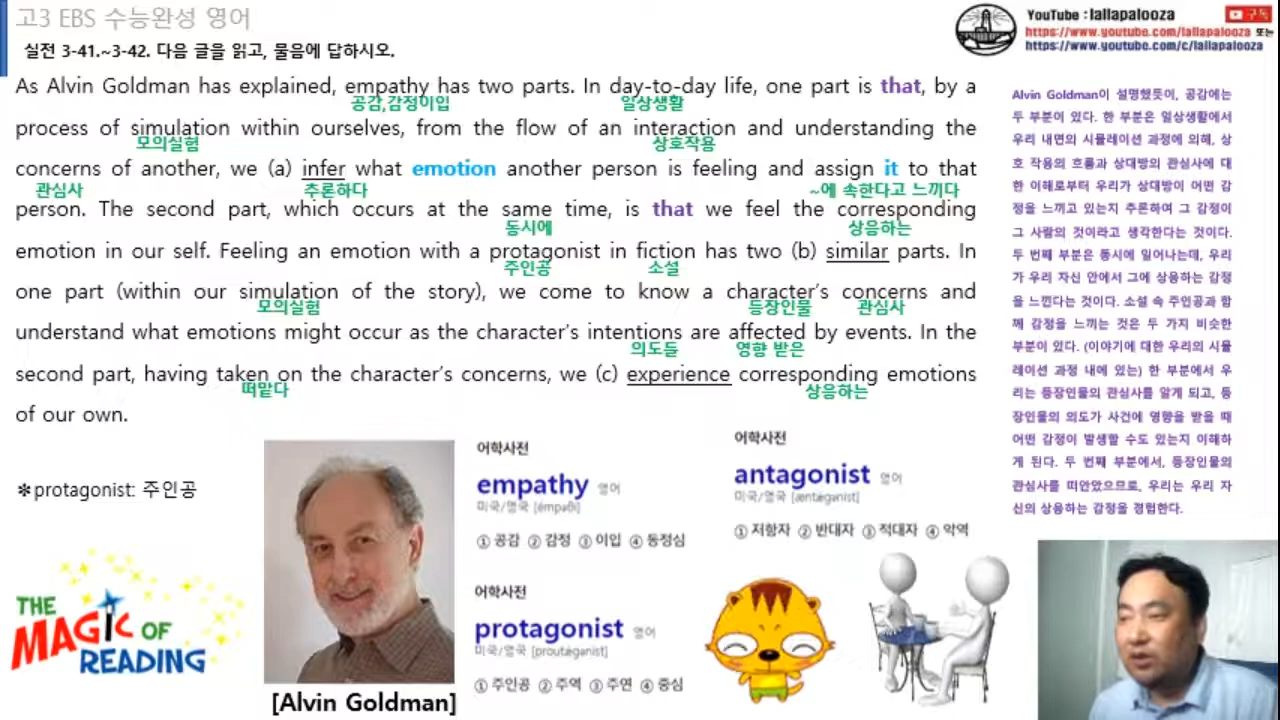 고3 EBS 수능완성 영어
실전 3-41.~3-42. 다음 글을 읽고, 물음에 답하시오.
YouTube : lallapalooza
구독
https://www.youtube.com/lallapalooza 또는
https://www.youtube.com/c/lallapalooza
As Alvin Goldman has explained, empathy has two parts. In day-to-day life, one part is that, by a
공감,감정이입 일상생활
process of simulation within ourselves, from the flow of an interaction and understanding the
모의실험 상호작용
concerns of another, we (a) infer what emotion another person is feeling and assign it to that
관심사 추론하다 ~에 속한다고 느끼다
person. The second part, which occurs at the same time, is that we feel the corresponding
동시에 상응하는
emotion in our self. Feeling an emotion with a protagonist in fiction has two (b) similar parts. In
주인공 소설
one part (within our simulation of the story), we come to know a character's concerns and
모의실험 등장인물 관심사
understand what emotions might occur as the character's intentions are affected by events. In the
의도들 영향 받은
second part, having taken on the character's concerns, we (c) experience corresponding emotions
떠맡다 상응하는
of our own.
✻protagonist: 주인공
Alvin Goldman이 설명했듯이, 공감에는
두 부분이 있다. 한 부분은 일상생활에서
우리 내면의 시뮬레이션 과정에 의해, 상
호 작용의 흐름과 상대방의 관심사에 대
한 이해로부터 우리가 상대방이 어떤 감
정을 느끼고 있는지 추론하여 그 감정이
그 사람의 것이라고 생각한다는 것이다.
두 번째 부분은 동시에 일어나는데, 우리
가 우리 자신 안에서 그에 상응하는 감정
을 느낀다는 것이다. 소설 속 주인공과 함
께 감정을 느끼는 것은 두 가지 비슷한
부분이 있다. (이야기에 대한 우리의 시뮬
레이션 과정 내에 있는) 한 부분에서 우
리는 등장인물의 관심사를 알게 되고, 등
장인물의 의도가 사건에 영향을 받을 때
어떤 감정이 발생할 수도 있는지 이해하
게 된다. 두 번째 부분에서, 등장인물의
관심사를 떠안았으므로, 우리는 우리 자
신의 상응하는 감정을 경험한다.
THE
MAGIC OF
READING
[Alvin Goldman]
어학사전
empathy 영어
미국/영국 [émpəθi]
① 공감 ② 감정 ③ 이입 ④ 동정심
어학사전
protagonist 영어
미국/영국 [proutǽgənist]
① 주인공 ② 주역 ③ 주연 ④ 중심
어학사전
antagonist 영어
미국/영국 [æntǽgənist]
① 저항자 ② 반대자 ③ 적대자 ④ 악역